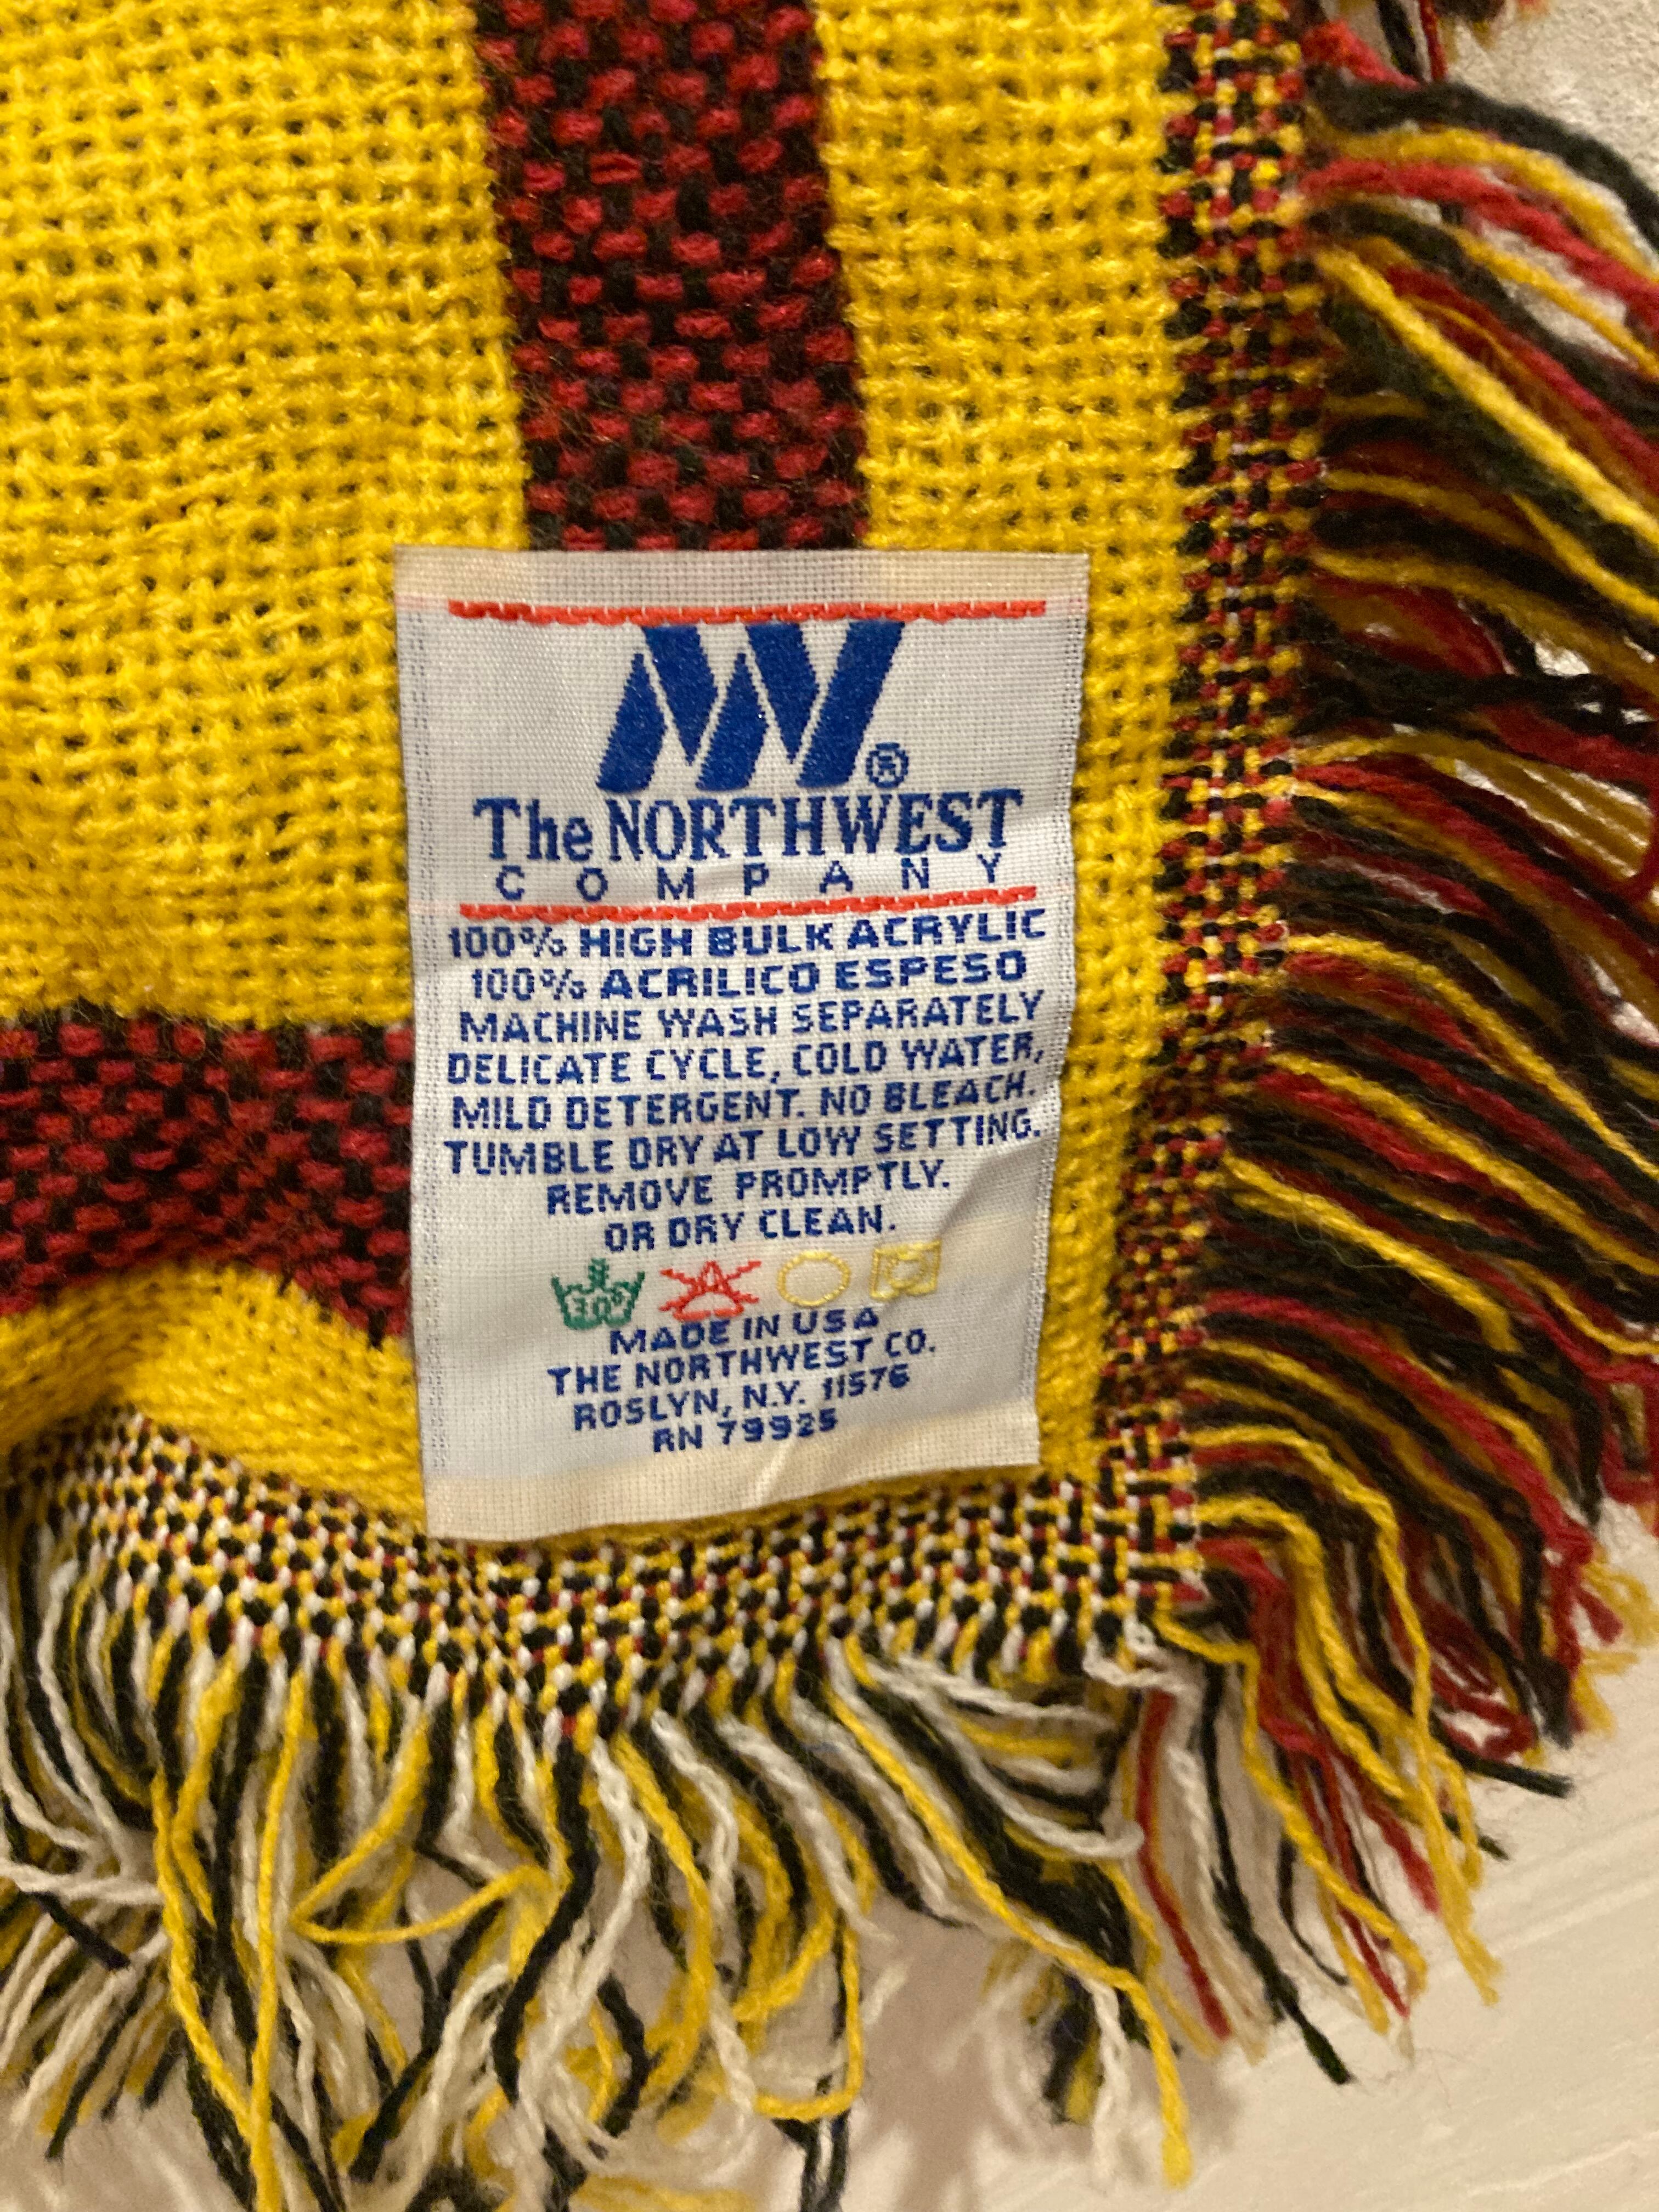 ®
The NORTHWEST
COMPANY
100% HIGH BULK ACRYLIC
100% ACRILICO ESPESO
MACHINE WASH SEPARATELY
DELICATE CYCLE, COLD WATER,
MILD DETERGENT. NO BLEACH.
TUMBLE DRY AT LOW SETTING.
REMOVE PROMPTLY.
OR DRY CLEAN.
30°
MADE IN USA
THE NORTHWEST CO.
ROSLYN, N.Y. 11576
RN 79925